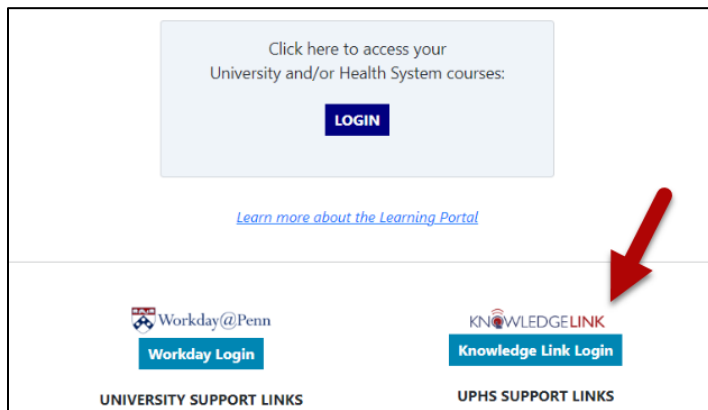 Click here to access your
University and/or Health System courses:
LOGIN
Learn more about the Learning Portal
Workday@Penn
Workday Login
UNIVERSITY SUPPORT LINKS
KNOWLEDGELINK
Knowledge Link Login
UPHS SUPPORT LINKS